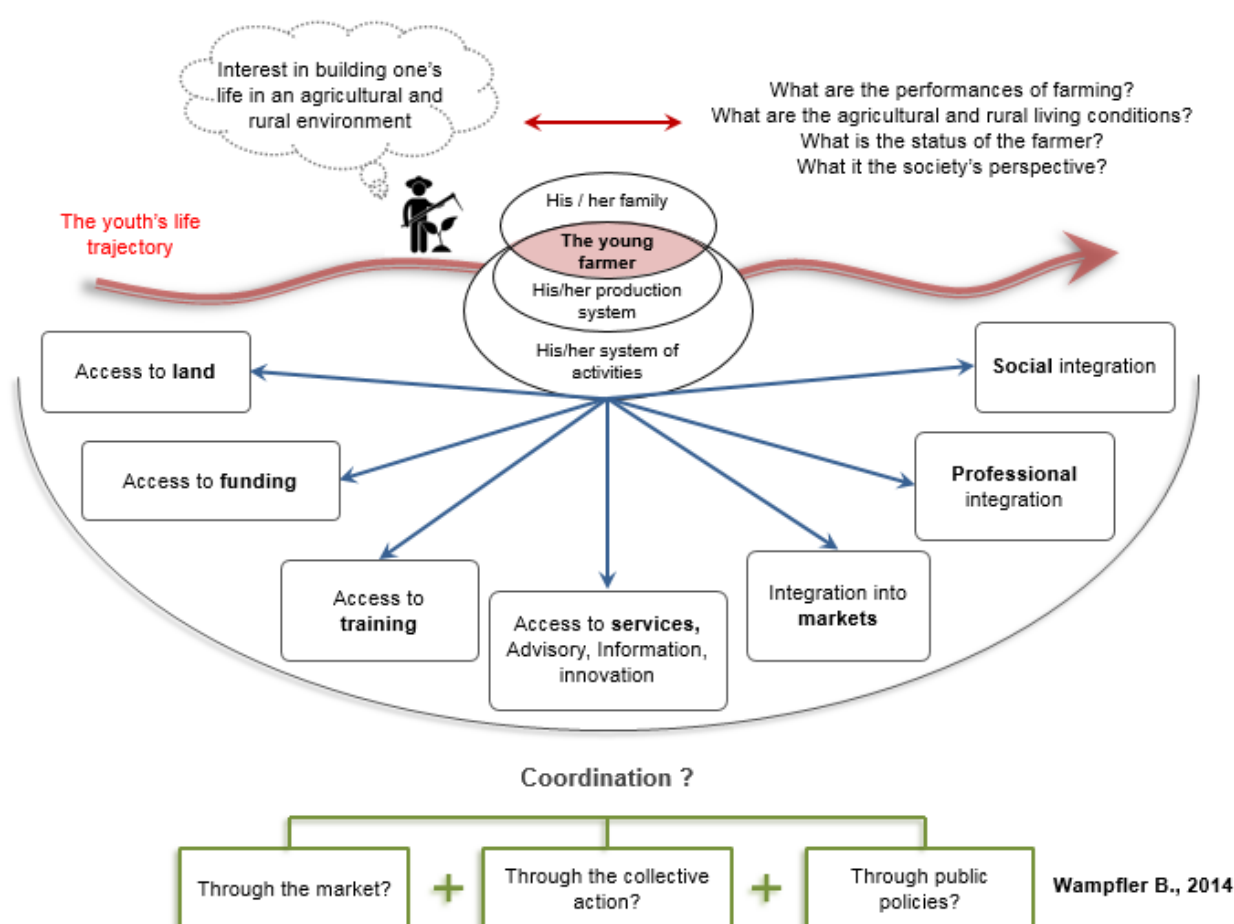 Interest in building one's
life in an agricultural and
rural environment
What are the performances of farming?
What are the agricultural and rural living conditions?
What is the status of the farmer?
What it the society's perspective?
The youth's life
trajectory
His / her family
The young
farmer
His/her production
system
His/her system of
activities
Access to land
Social integration
Access to funding
Professional
integration
Access to
training
Access to services,
Advisory, Information,
innovation
Integration into
markets
Coordination ?
Through the market?
+
Through the collective
action?
+
Through public
policies?
Wampfler B., 2014